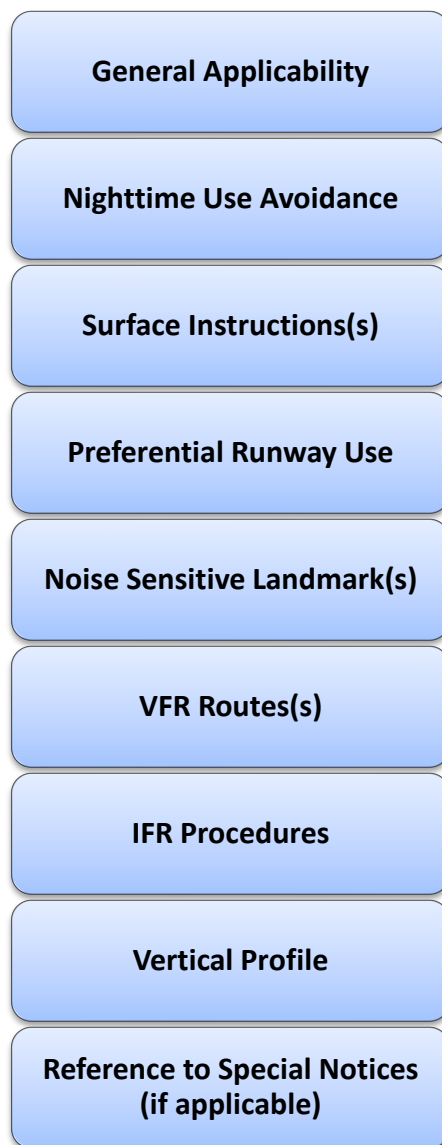 General Applicability
Nighttime Use Avoidance
Surface Instructions(s)
Preferential Runway Use
Noise Sensitive Landmark(s)
VFR Routes(s)
IFR Procedures
Vertical Profile
Reference to Special Notices
(if applicable)